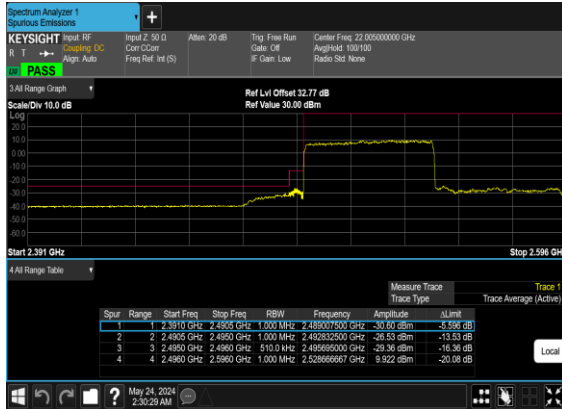 Spectrum Analyzer 1
Spurious Emissions
KEYSIGHT Input: RF Input Z: 50 Ω Atten: 20 dB Trig: Free Run Center Freq: 22.005000000 GHz
R T Coupling: DC Corr CCorr Gate: Off Avg|Hold: 100/100
Align: Auto Freq Ref: Int (S) IF Gain: Low Radio Std: None
LM PASS
3 All Range Graph Ref Lvl Offset 32.77 dB
Scale/Div 10.0 dB Ref Value 30.00 dBm
Log
20.0
10.0
0.00
-10.0
-20.0
-30.0
-40.0
-50.0
-60.0
Start 2.391 GHz Stop 2.596 GH
4 All Range Table
Measure Trace Trace 1
Trace Type Trace Average (Active)
Spur Range Start Freq Stop Freq RBW Frequency Amplitude ΔLimit
1 1 2.3910 GHz 2.4905 GHz 1.000 MHz 2.489007500 GHz -30.60 dBm -5.596 dB
2 2 2.4905 GHz 2.4950 GHz 1.000 MHz 2.492832500 GHz -26.53 dBm -13.53 dB
3 3 2.4950 GHz 2.4960 GHz 510.0 kHz 2.495695000 GHz -29.36 dBm -16.36 dB
4 4 2.4960 GHz 2.5960 GHz 1.000 MHz 2.528666667 GHz 9.922 dBm -20.08 dB
Local
? May 24, 2024
2:30:29 AM